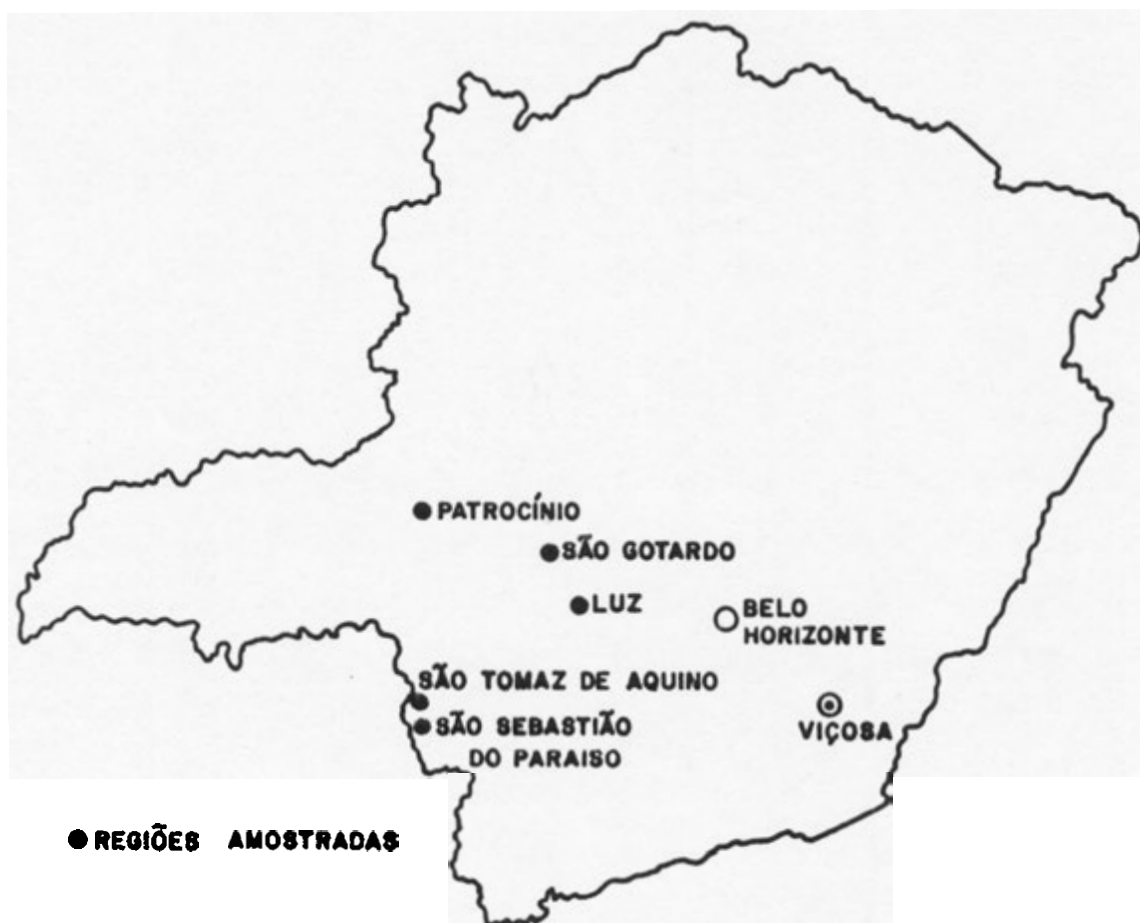 PATROCÍNIO
SÃO GOTARDO
LUZ
BELO
HORIZONTE
SÃO TOMAZ DE AQUINO
SÃO SEBASTIÃO
DO PARAISO
VIÇOSA
REGIÕES AMOSTRADAS